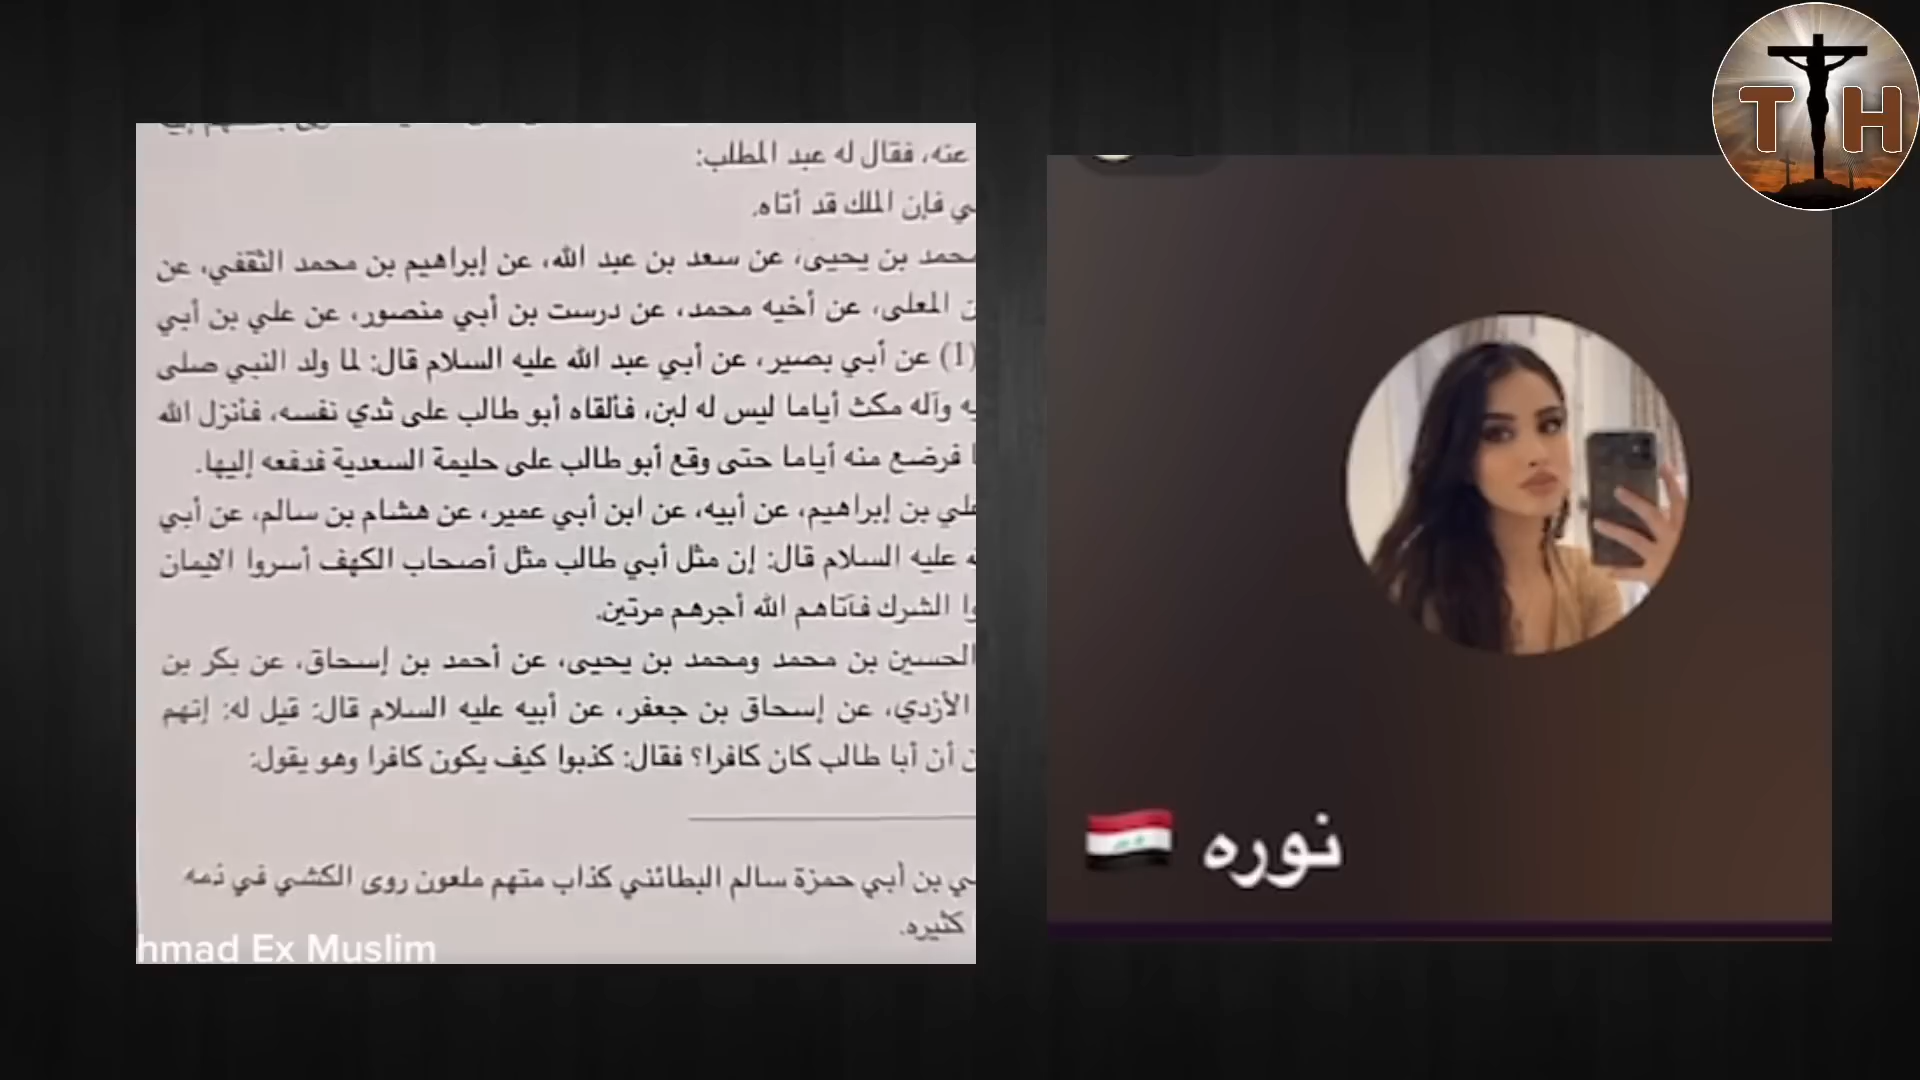 عنه، فقال له عبد المطلب:
فإن الملك قد أتاه.
محمد بن يحيى، عن سعد بن عبد الله، عن إبراهيم بن محمد الثقفي، عن
المعلى، عن أخيه محمد، عن درست بن أبي منصور، عن علي بن أبي
(1) عن أبي بصير، عن أبي عبد الله عليه السلام قال: لما ولد النبي صلى
وآله مكث أياما ليس له لبن، فألقاه أبو طالب على ثدي نفسه، فأنزل الله
فرضع منه أياما حتى وقع أبو طالب على حليمة السعدية فدفعه إليها.
علي بن إبراهيم، عن أبيه، عن ابن أبي عمير، عن هشام بن سالم، عن أبي
عليه السلام قال: إن مثل أبي طالب مثل أصحاب الكهف أسروا الايمان
الشرك فآتاهم الله أجرهم مرتين.
الحسين بن محمد ومحمد بن يحيى، عن أحمد بن إسحاق، عن بكر بن
الأزدي، عن إسحاق بن جعفر، عن أبيه عليه السلام قال: قيل له: إنهم
أن أبا طالب كان كافرا؟ فقال: كذبوا كيف يكون كافرا وهو يقول:
بن أبي حمزة سالم البطائني كذاب متهم ملعون روى الكشي في ذمه
كثيره.
hmad Ex Muslim
نوره
T H